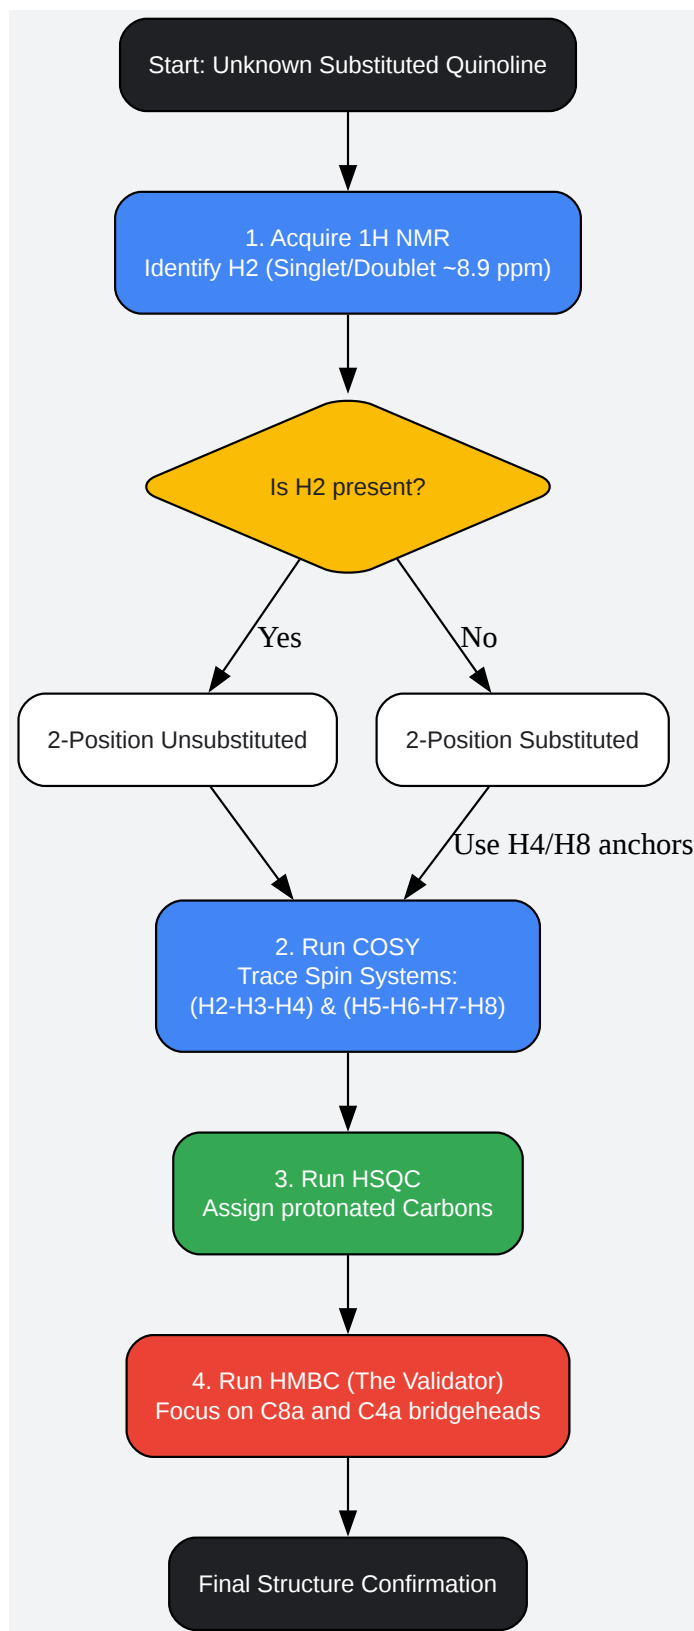 Start: Unknown Substituted Quinoline
1. Acquire 1H NMR
Identify H2 (Singlet/Doublet ~8.9 ppm)
Is H2 present?
Yes
No
2-Position Unsubstituted
2-Position Substituted
Use H4/H8 anchors
2. Run COSY
Trace Spin Systems:
(H2-H3-H4) & (H5-H6-H7-H8)
3. Run HSQC
Assign protonated Carbons
4. Run HMBC (The Validator)
Focus on C8a and C4a bridgeheads
Final Structure Confirmation